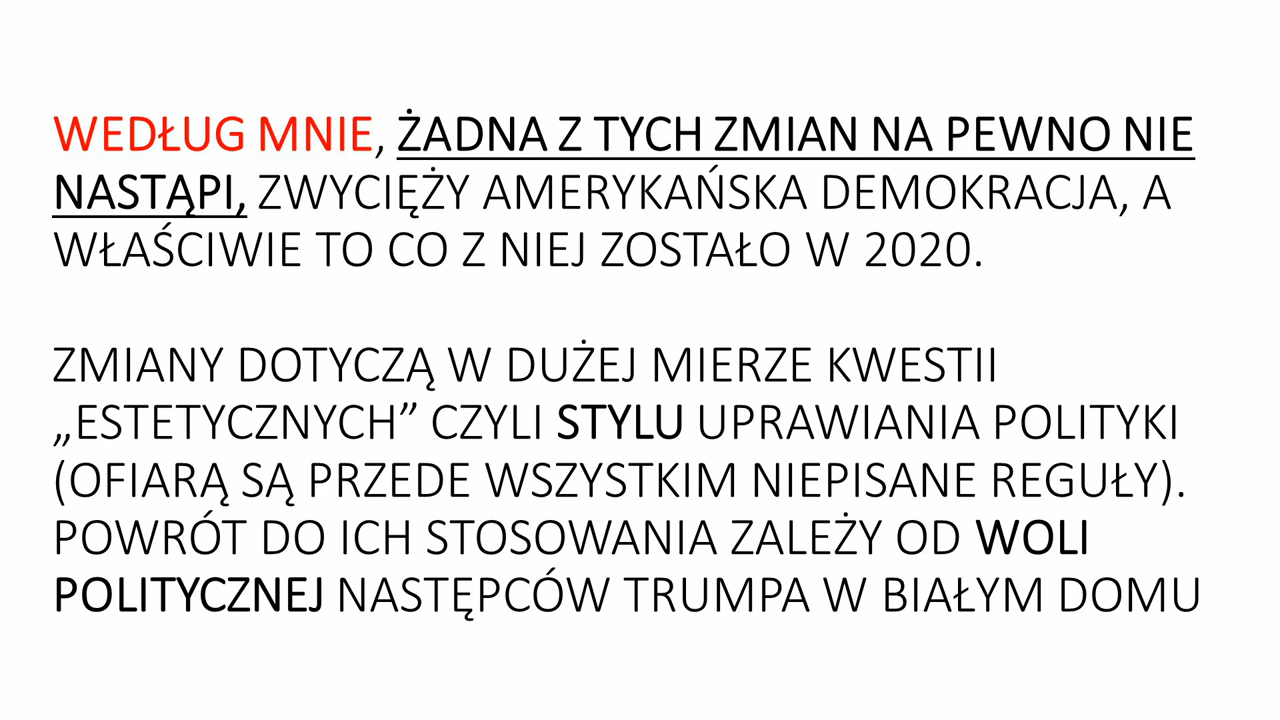 WEDŁUG MNIE, ŻADNA Z TYCH ZMIAN NA PEWNO NIE
NASTĄPI, ZWYCIĘŻY AMERYKAŃSKA DEMOKRACJA, A
WŁAŚCIWIE TO CO Z NIEJ ZOSTAŁO W 2020.
ZMIANY DOTYCZĄ W DUŻEJ MIERZE KWESTII
„ESTETYCZNYCH” CZYLI STYLU UPRAWIANIA POLITYKI
(OFIARĄ SĄ PRZEDE WSZYSTKIM NIEPISANE REGUŁY).
POWRÓT DO ICH STOSOWANIA ZALEŻY OD WOLI
POLITYCZNEJ NASTĘPCÓW TRUMPA W BIAŁYM DOMU